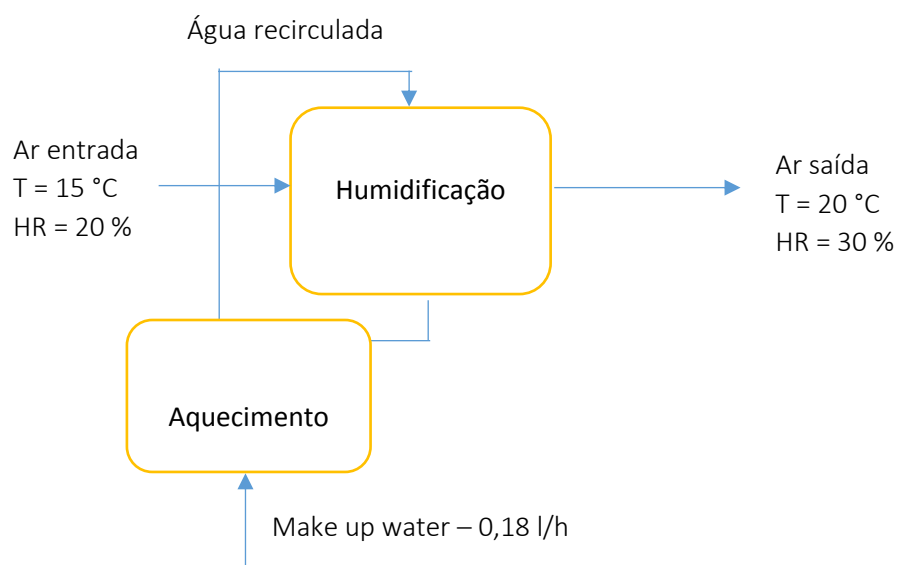 Água recirculada
Ar entrada
T = 15 °C
HR = 20 %
Humidificação
Ar saída
T = 20 °C
HR = 30 %
Aquecimento
Make up water – 0,18 l/h